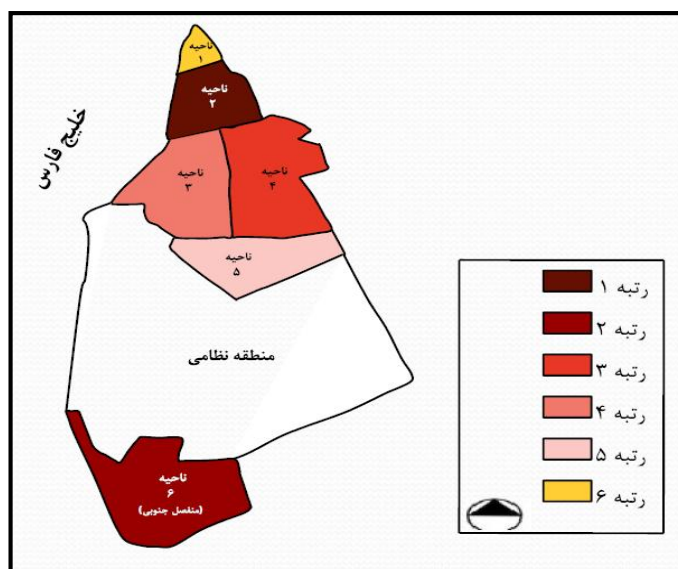 ناحیه
۱
ناحیه
۲
خلیج فارس
ناحیه
۳
ناحیه
۴
ناحیه
۵
منطقه نظامی
ناحیه
۶
(منفصل جنوبی)
رتبه ۱
رتبه ۲
رتبه ۳
رتبه ۴
رتبه ۵
رتبه ۶